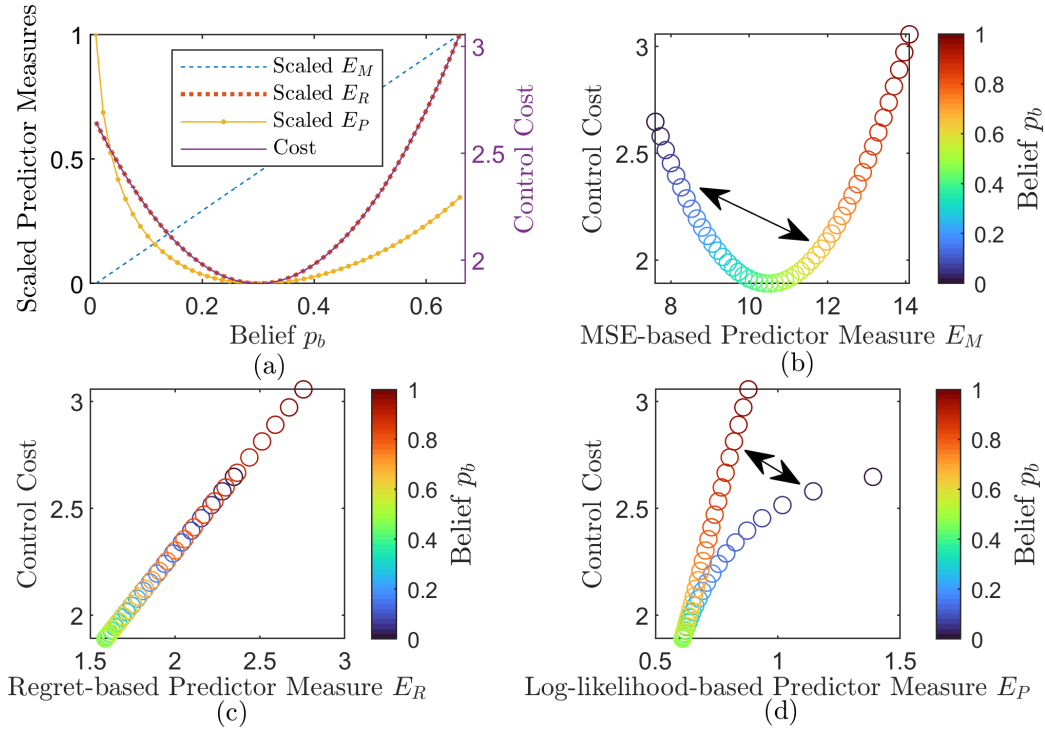 Scaled Predictor Measures
1
0.5
0
Scaled E_M
Scaled E_R
Scaled E_P
Cost
3
2.5
2
Control Cost
0 0.2 0.4 0.6
Belief p_b
(a)
Control Cost
3
2.5
2
8 10 12 14
MSE-based Predictor Measure E_M
(b)
1
0.8
0.6
0.4
0.2
0
Belief p_b
Control Cost
3
2.5
2
1.5 2 2.5 3
Regret-based Predictor Measure E_R
(c)
1
0.8
0.6
0.4
0.2
0
Belief p_b
Control Cost
3
2.5
2
0.5 1 1.5
Log-likelihood-based Predictor Measure E_P
(d)
1
0.8
0.6
0.4
0.2
0
Belief p_b